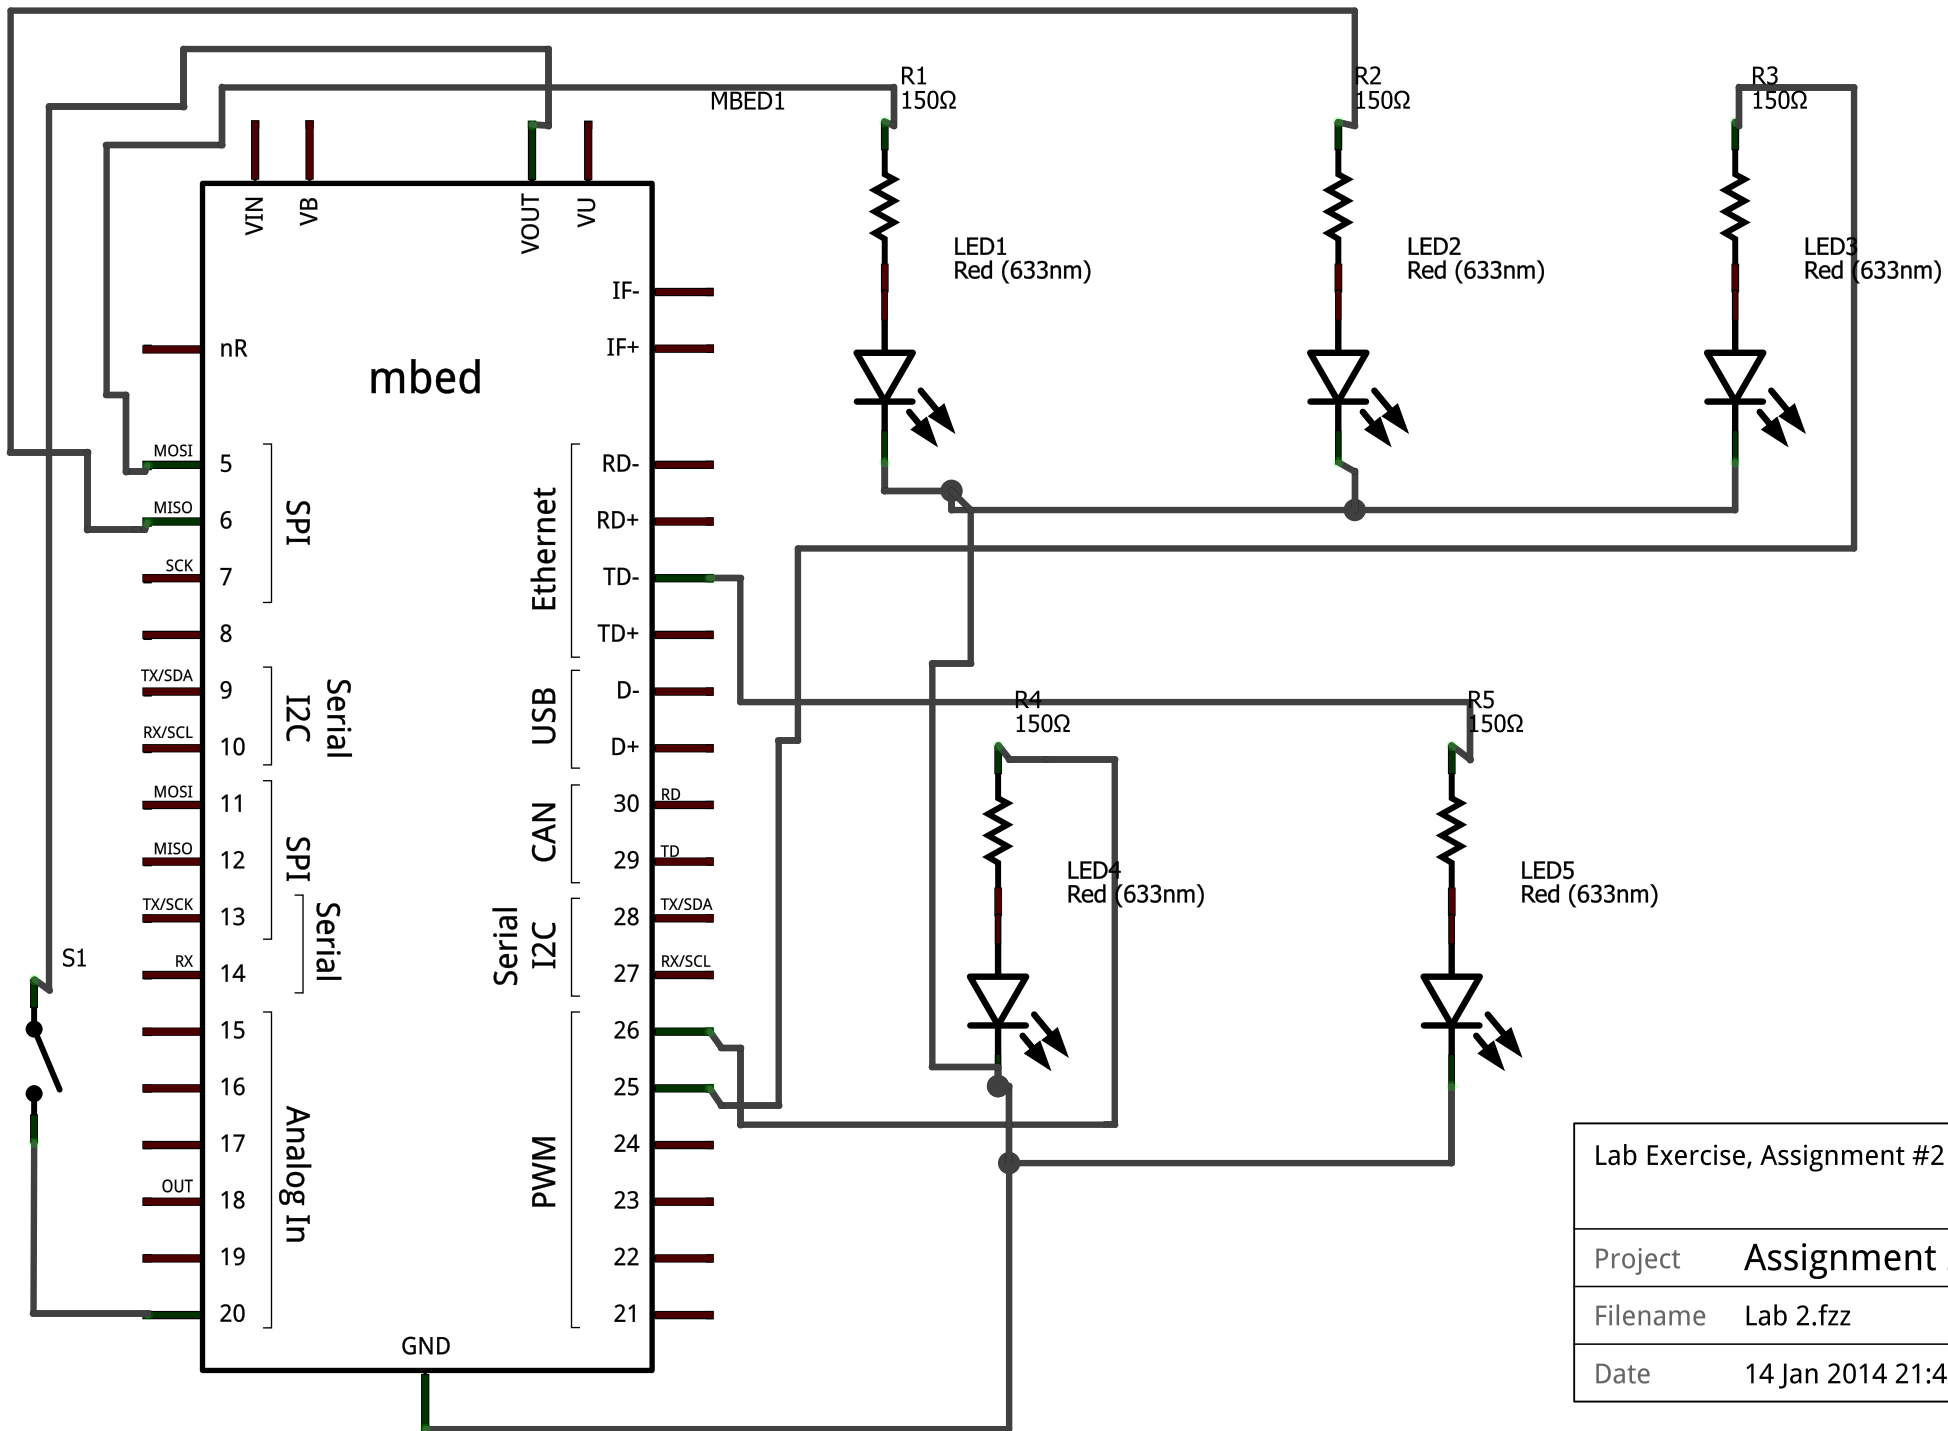 R1
150Ω
R2
150Ω
R3
150Ω
MBED1
VIN
VB
VOUT
VU
LED1
Red (633nm)
LED2
Red (633nm)
LED3
Red (633nm)
IF-
nR
IF+
mbed
MOSI
5
RD-
MISO
6
RD+
SPI
Ethernet
SCK
7
TD-
8
TD+
TX/SDA
9
D-
RX/SCL
10
D+
I2C
Serial
USB
R4
150Ω
R5
150Ω
MOSI
11
30
RD
MISO
12
29
TD
SPI
CAN
TX/SCK
13
28
TX/SDA
RX
14
27
RX/SCL
Serial
Serial
I2C
LED4
Red (633nm)
LED5
Red (633nm)
S1
15
26
16
25
17
24
OUT
18
23
19
22
20
21
Analog In
PWM
GND
Lab Exercise, Assignment #2
Project
Assignment
Filename
Lab 2.fzz
Date
14 Jan 2014 21:4